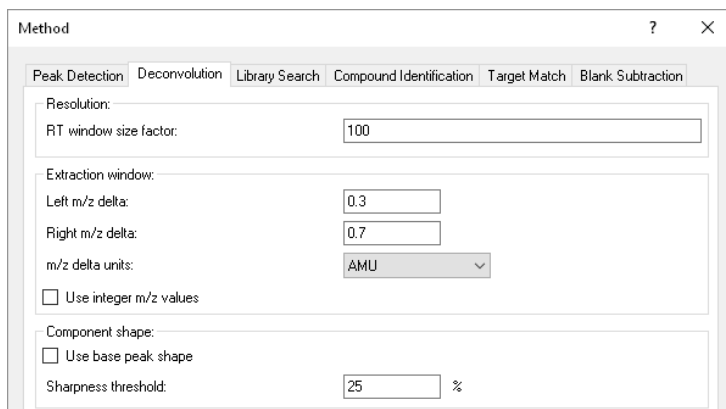 Method ? ×
Peak Detection Deconvolution Library Search Compound Identification Target Match Blank Subtraction
Resolution:
RT window size factor: 100
Extraction window:
Left m/z delta: 0.3
Right m/z delta: 0.7
m/z delta units: AMU
Use integer m/z values
Component shape:
Use base peak shape
Sharpness threshold: 25 %